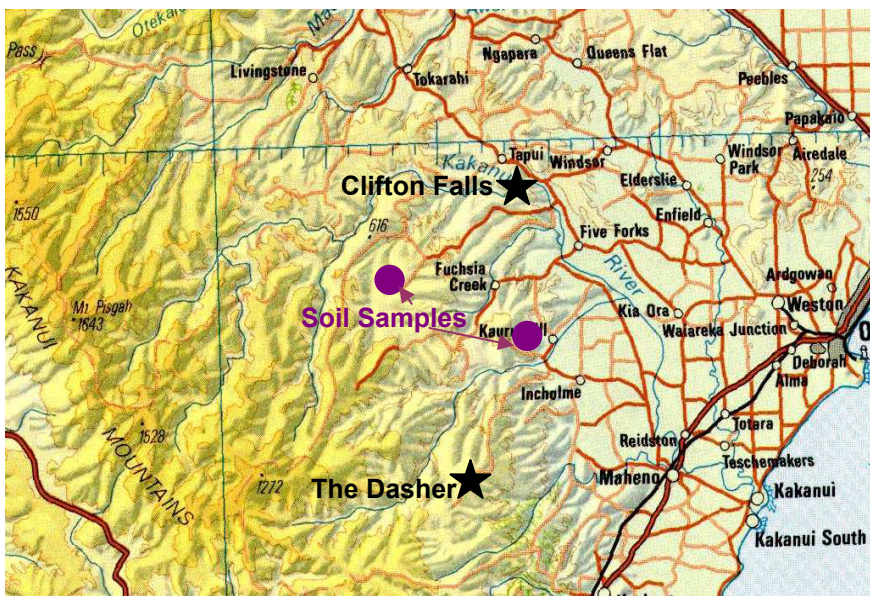 Otekaie
Pass
Ngapara
Queens Flat
Livingstone
Tokarahi
Peebles
Papakaio
Kakanui
Tapui
Windsor
Windsor
Park
Airedale
254
Clifton Falls
Elderslie
1550
616
Enfield
Five Forks
KAKANUI
Fuchsia
Creek
River
Ardgowan
Mt Pisgah
1643
Soil Samples
Kia Ora
Weston
Waiareka Junction
Deborah
Alma
Incholme
1528
MOUNTAINS
Reidston
Totara
Teschemakers
1272
The Dasher
Maheno
Kakanui
Kakanui South